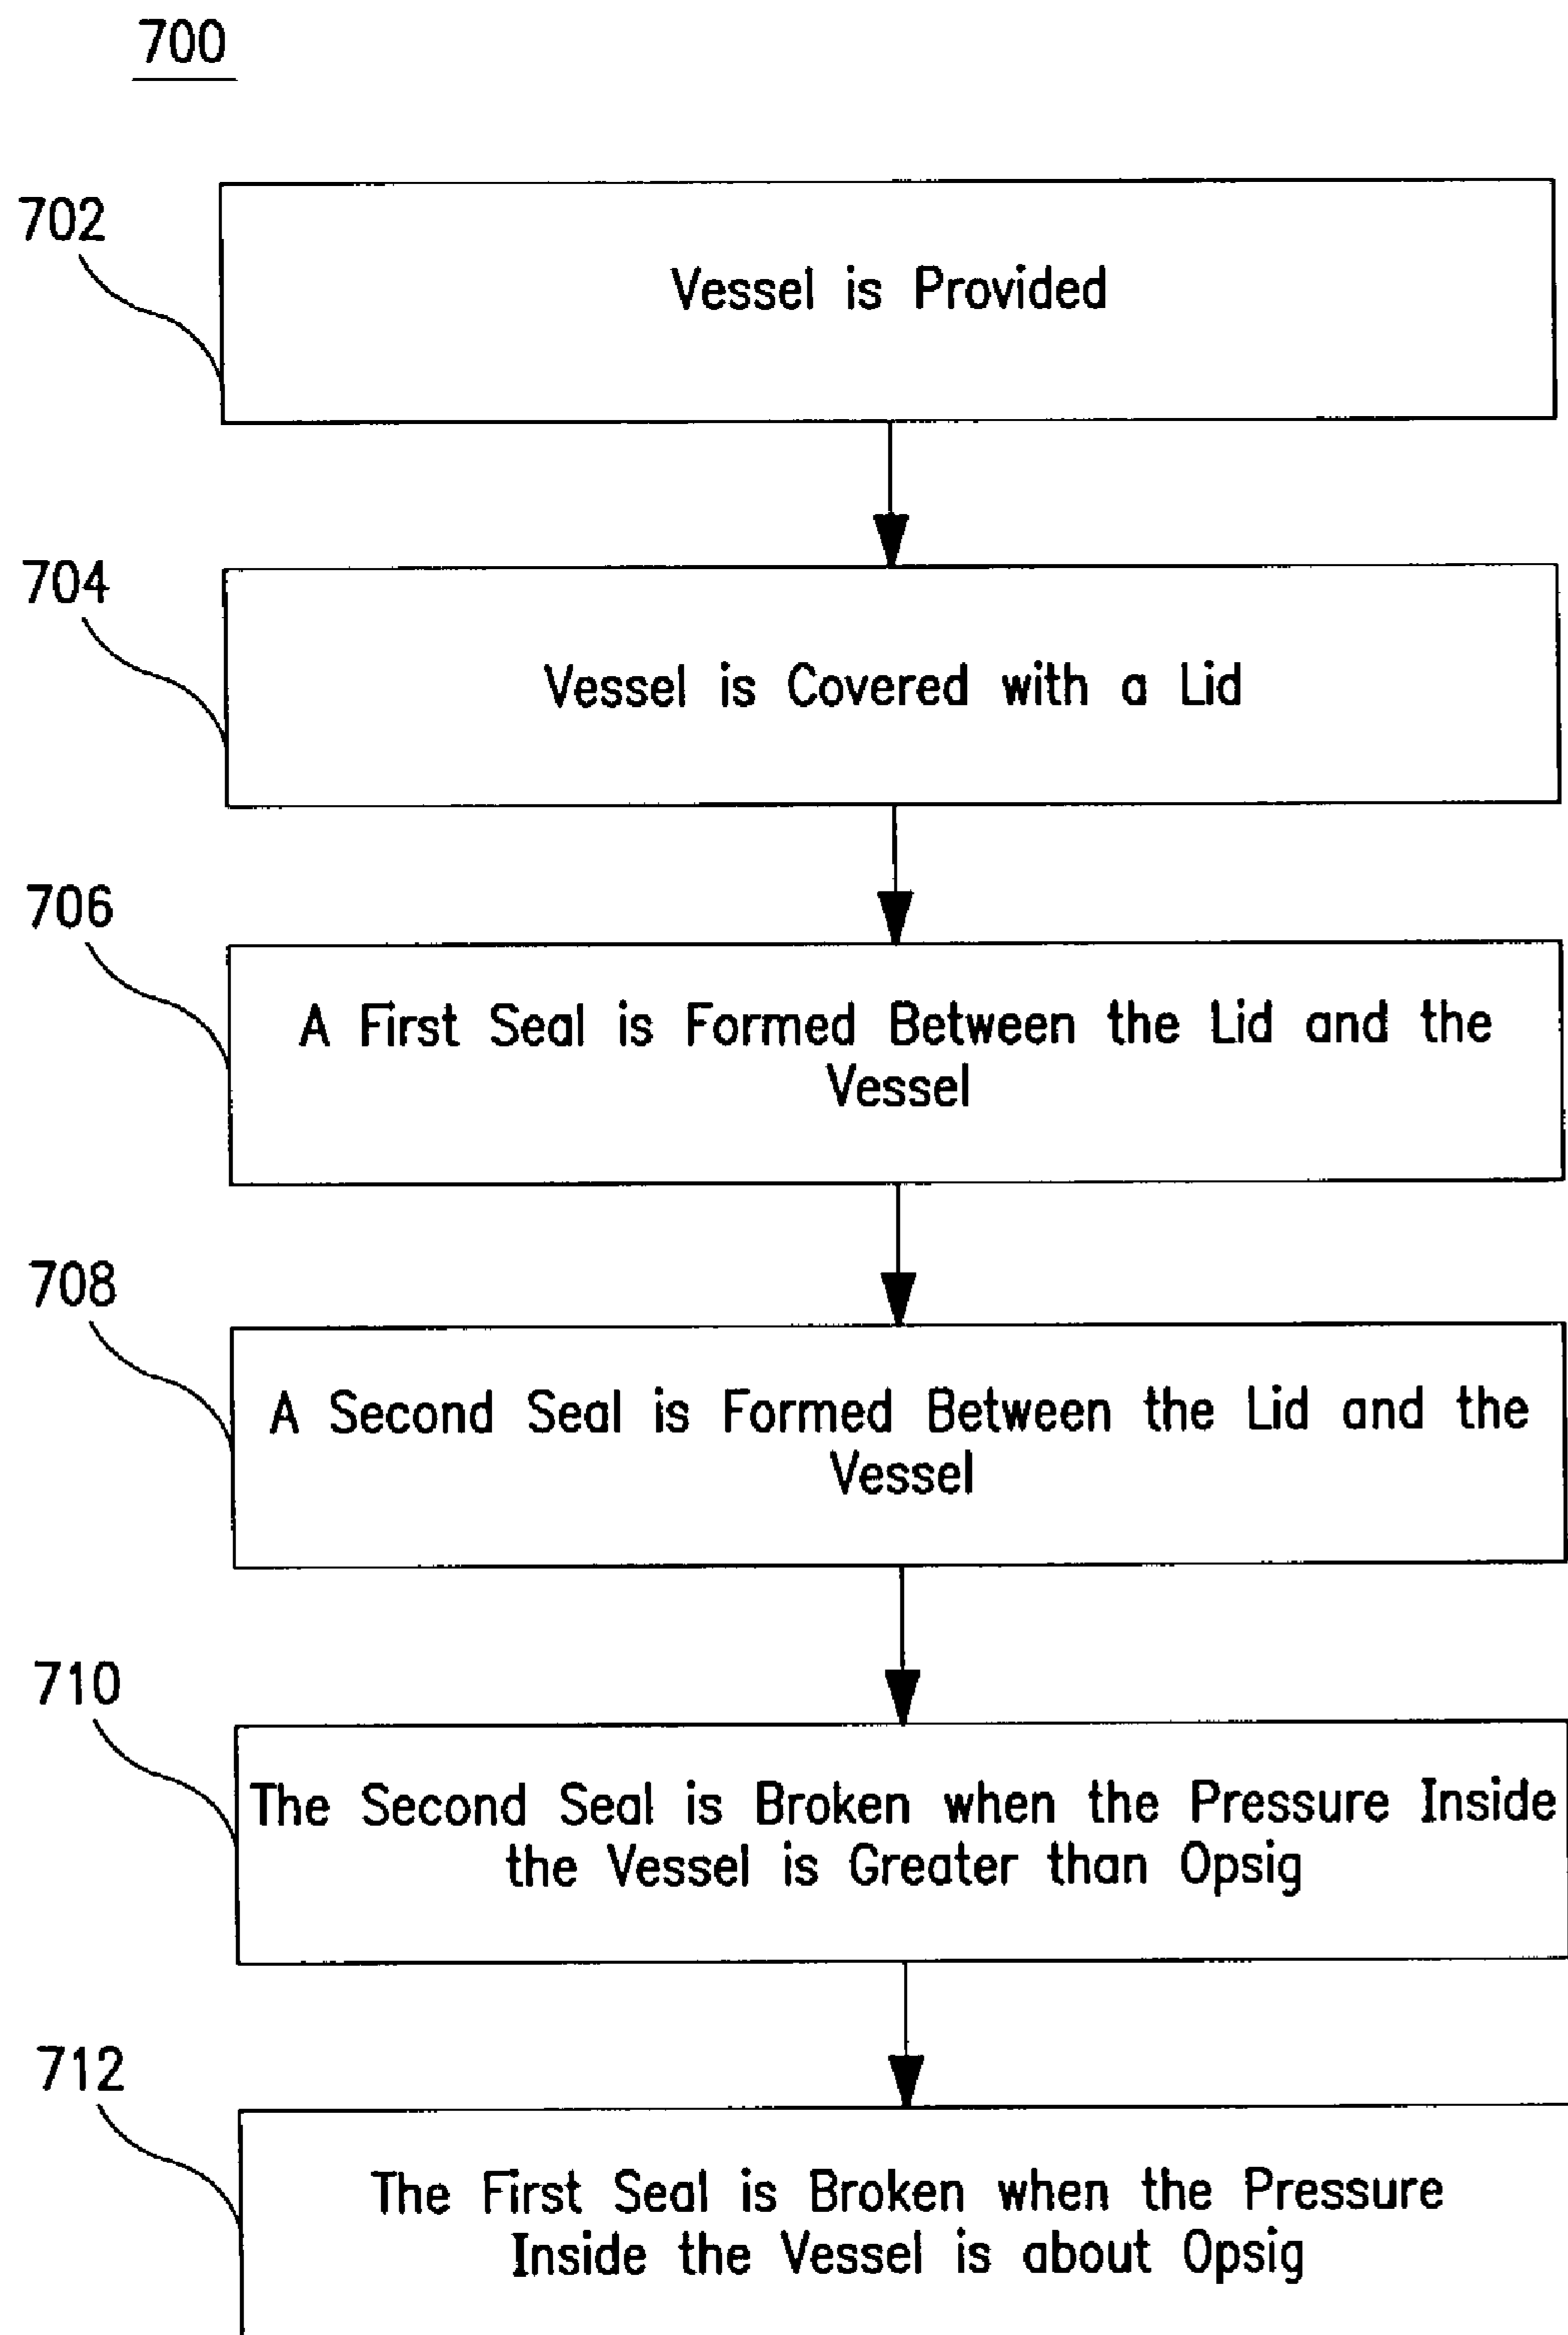 700
702
Vessel is Provided
704
Vessel is Covered with a Lid
706
A First Seal is Formed Between the Lid and the
Vessel
708
A Second Seal is Formed Between the Lid and the
Vessel
710
The Second Seal is Broken when the Pressure Inside
the Vessel is Greater than Opsig
712
The First Seal is Broken when the Pressure
Inside the Vessel is about Opsig